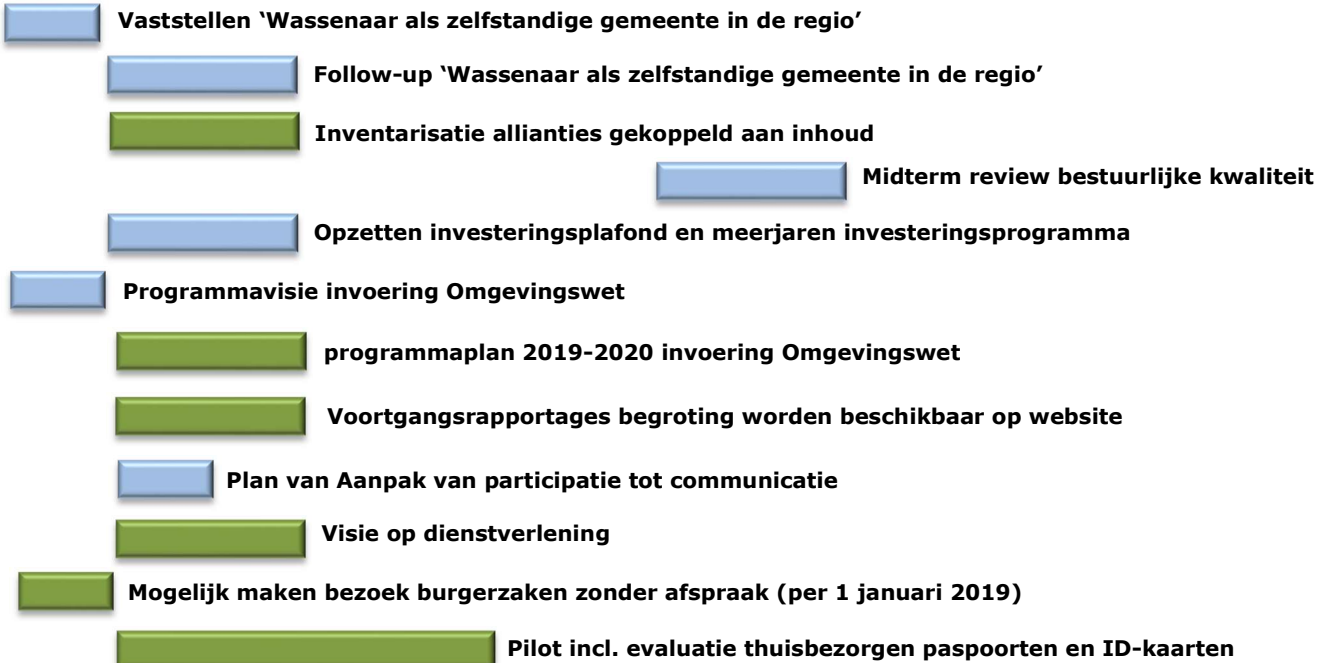 Vaststellen ‘Wassenaar als zelfstandige gemeente in de regio’
Follow-up ‘Wassenaar als zelfstandige gemeente in de regio’
Inventarisatie allianties gekoppeld aan inhoud
Midterm review bestuurlijke kwaliteit
Opzetten investeringsplafond en meerjaren investeringsprogramma
Programmavisie invoering Omgevingswet
programmaplan 2019-2020 invoering Omgevingswet
Voortgangsrapportages begroting worden beschikbaar op website
Plan van Aanpak van participatie tot communicatie
Visie op dienstverlening
Mogelijk maken bezoek burgerzaken zonder afspraak (per 1 januari 2019)
Pilot incl. evaluatie thuisbezorgen paspoorten en ID-kaarten